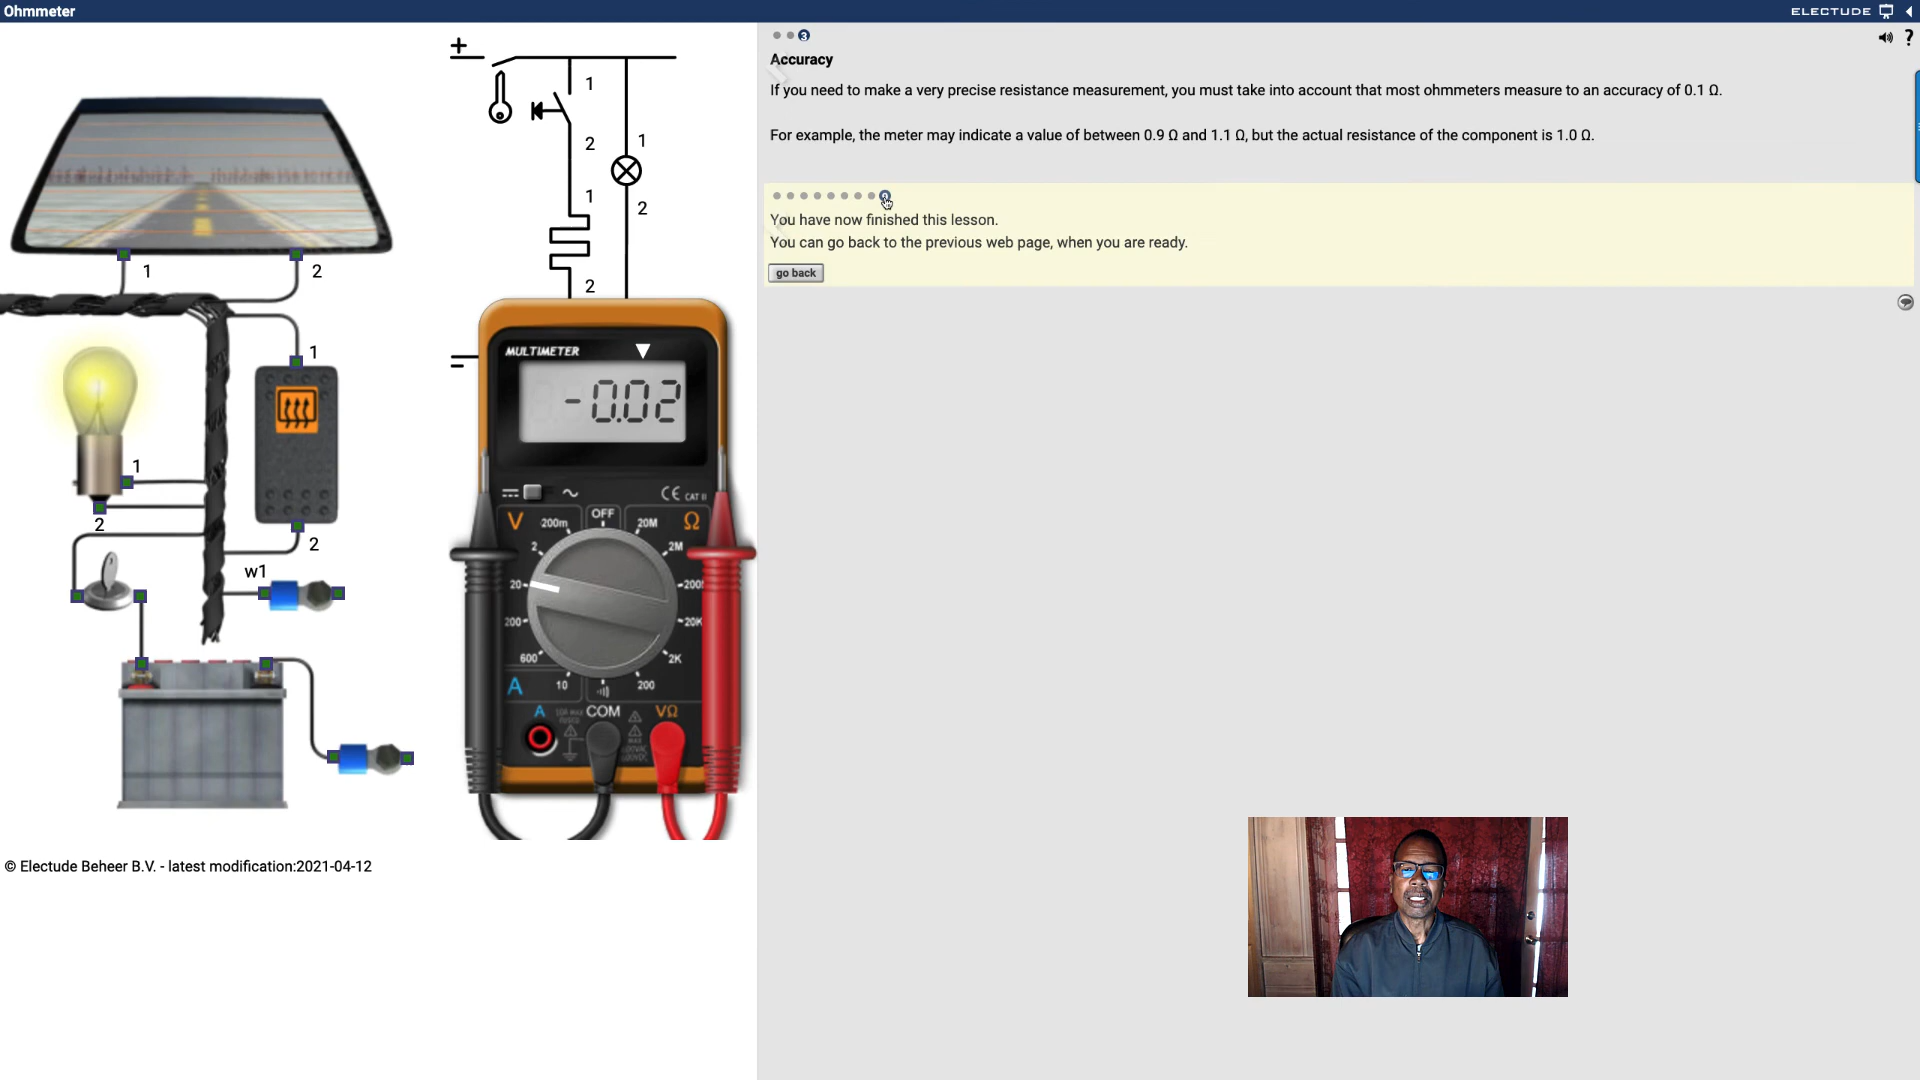 Ohmmeter
ELECTUDE
?
3
Accuracy
If you need to make a very precise resistance measurement, you must take into account that most ohmmeters measure to an accuracy of 0.1 Ω.
For example, the meter may indicate a value of between 0.9 Ω and 1.1 Ω, but the actual resistance of the component is 1.0 Ω.
You have now finished this lesson.
You can go back to the previous web page, when you are ready.
go back
+
1
2
1
2
1
2
1
2
MULTIMETER
-0.02
CE CAT II
V 200m OFF 20M Ω
2 2M
20 200
200 20K
600 2K
A 10 200
A COM VΩ
1
2
1
2
w1
© Electude Beheer B.V. - latest modification:2021-04-12